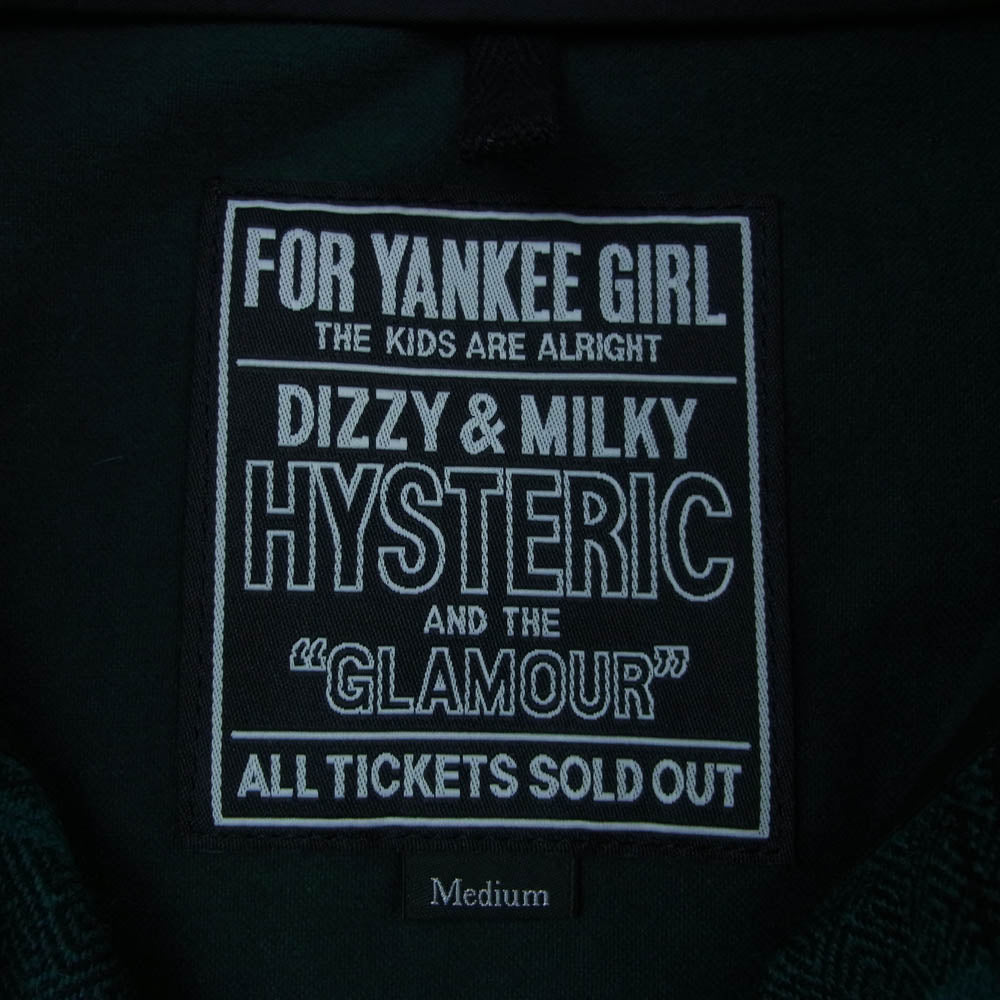 FOR YANKEE GIRL
THE KIDS ARE ALRIGHT
DIZZY & MILKY
HYSTERIC
AND THE
“GLAMOUR”
ALL TICKETS SOLD OUT
Medium